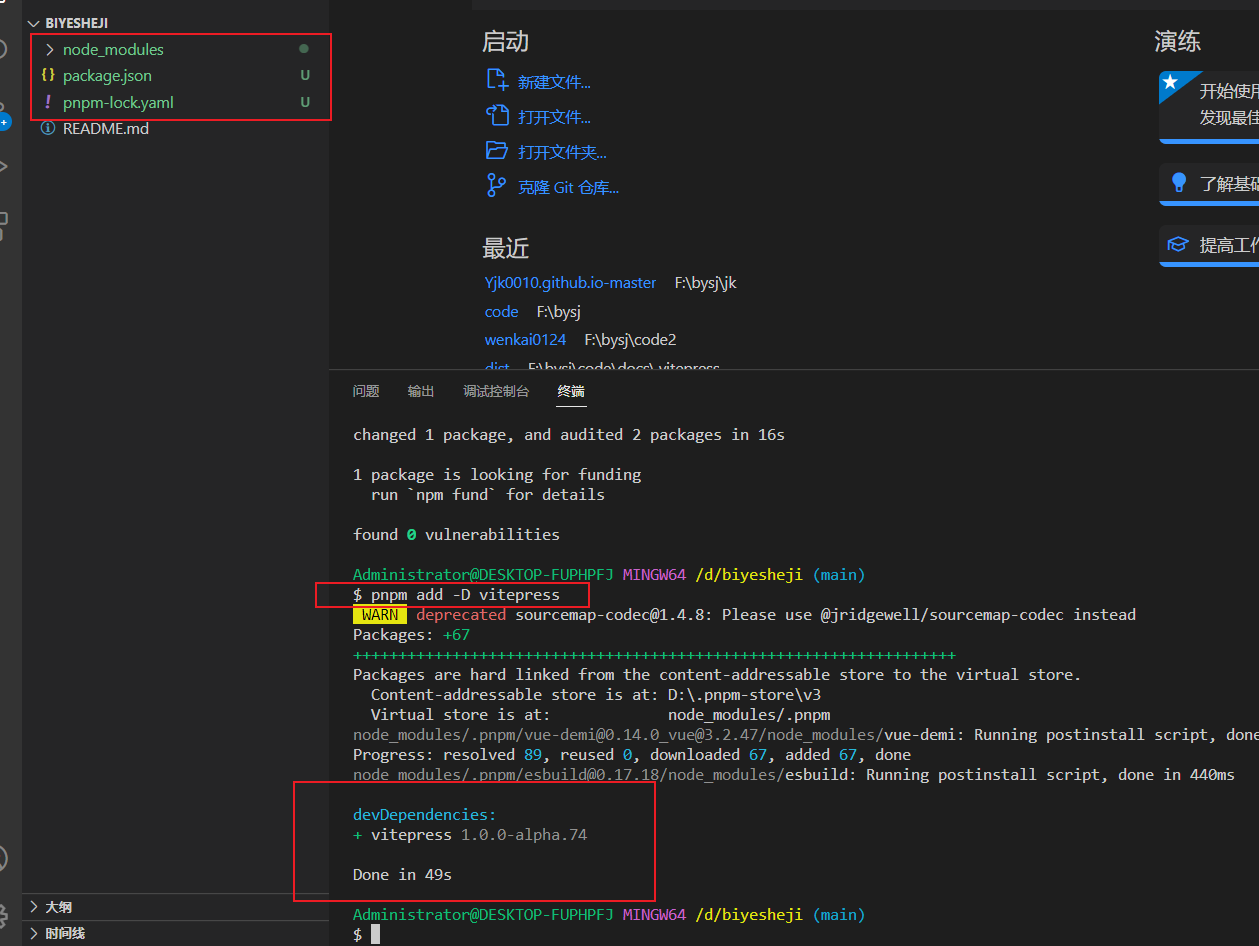 BIYESHEJI
node_modules
package.json U
pnpm-lock.yaml U
README.md
大纲
时间线
启动
新建文件...
打开文件...
打开文件夹...
克隆 Git 仓库...
最近
Yjk0010.github.io-master F:\bysj\jk
code F:\bysj
wenkai0124 F:\bysj\code2
dist F:\bysj\code\docs\.vitepress
演练
开始使用
发现最佳
了解基础
提高工作
问题 输出 调试控制台 终端
changed 1 package, and audited 2 packages in 16s
1 package is looking for funding
run `npm fund` for details
found 0 vulnerabilities
Administrator@DESKTOP-FUPHPFJ MINGW64 /d/biyesheji (main)
$ pnpm add -D vitepress
WARN deprecated sourcemap-codec@1.4.8: Please use @jridgewell/sourcemap-codec instead
Packages: +67
+++++++++++++++++++++++++++++++++++++++++++++++++++++++++++++++++++
Packages are hard linked from the content-addressable store to the virtual store.
Content-addressable store is at: D:\.pnpm-store\v3
Virtual store is at: node_modules/.pnpm
node_modules/.pnpm/vue-demi@0.14.0_vue@3.2.47/node_modules/vue-demi: Running postinstall script, done
Progress: resolved 89, reused 0, downloaded 67, added 67, done
node_modules/.pnpm/esbuild@0.17.18/node_modules/esbuild: Running postinstall script, done in 440ms
devDependencies:
+ vitepress 1.0.0-alpha.74
Done in 49s
Administrator@DESKTOP-FUPHPFJ MINGW64 /d/biyesheji (main)
$